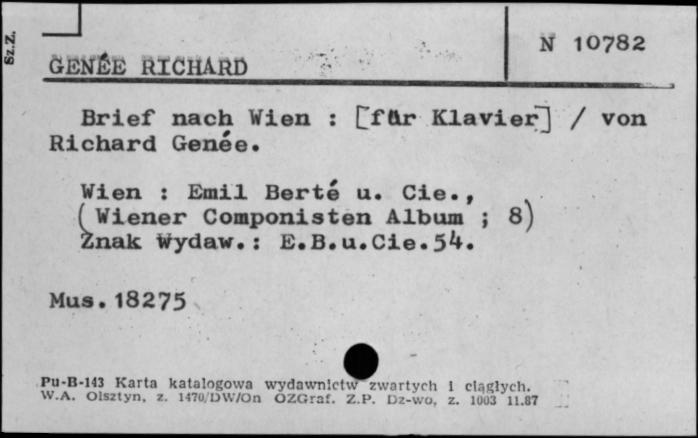 Sz.Z.
N 10782
GENÉE RICHARD
Brief nach Wien : [für Klavier] / von
Richard Genée.
Wien : Emil Berté u. Cie.,
(Wiener Componisten Album ; 8)
Znak Wydaw.: E.B.u.Cie.54.
Mus.18275
Pu-B-143 Karta katalogowa wydawnictw zwartych i ciągłych.
W.A. Olsztyn, z. 1470/DW/On OZGraf. Z.P. Dz-wo, z. 1003 11.87